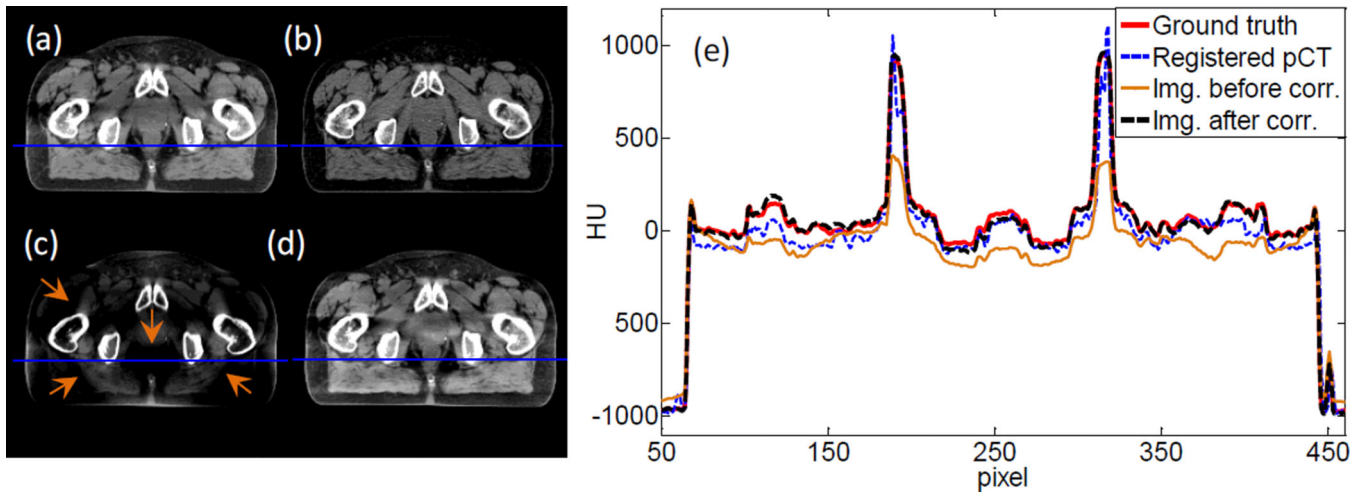 (a)
(b)
(c)
(d)
(e)
Ground truth
Registered pCT
Img. before corr.
Img. after corr.
1000
500
0
500
-1000
HU
50
150
250
350
450
pixel